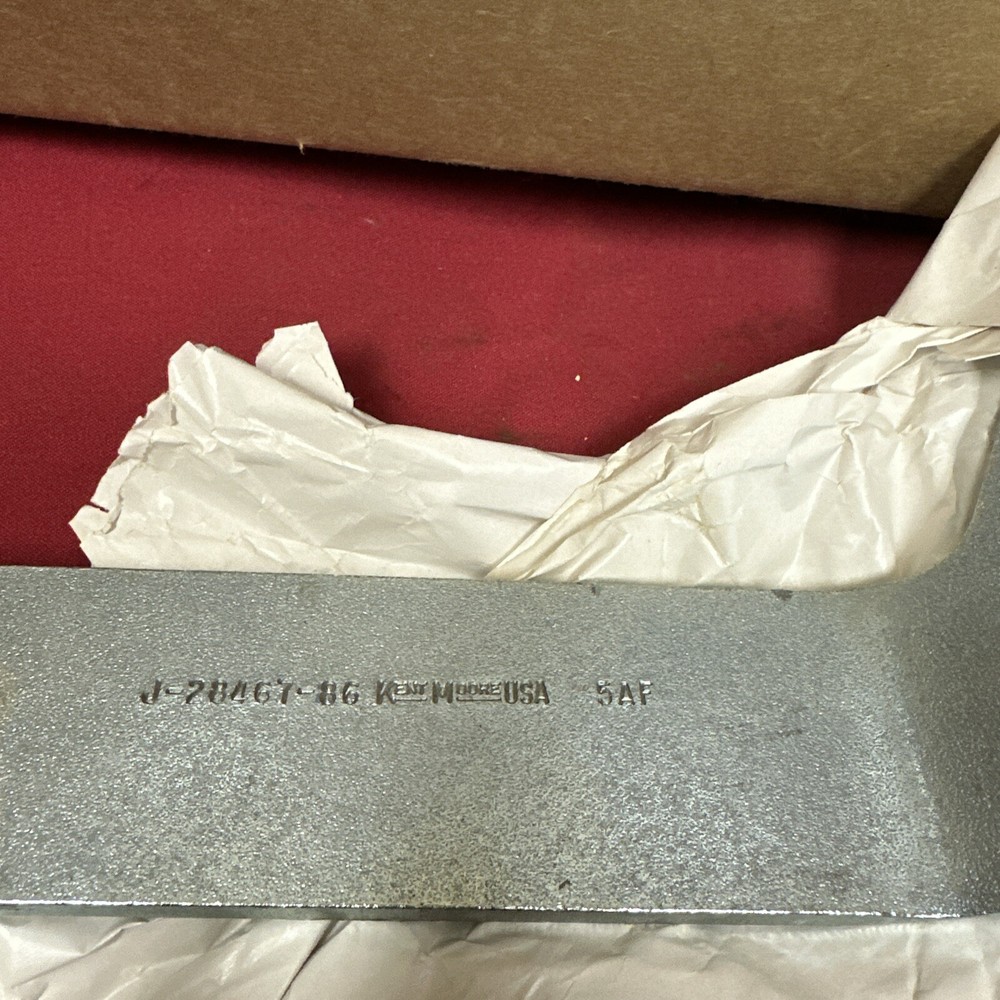 J-28467-86 KENT MOORE USA 5AF